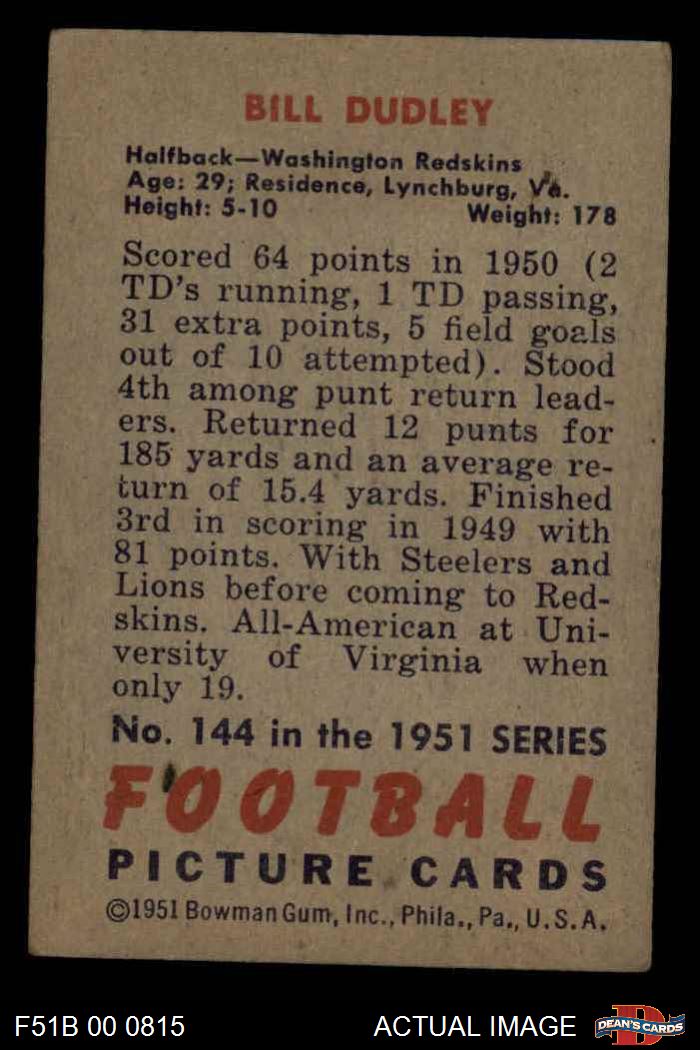 BILL DUDLEY
Halfback—Washington Redskins
Age: 29; Residence, Lynchburg, Va.
Height: 5-10 Weight: 178
Scored 64 points in 1950 (2
TD's running, 1 TD passing,
31 extra points, 5 field goals
out of 10 attempted). Stood
4th among punt return lead-
ers. Returned 12 punts for
185 yards and an average re-
turn of 15.4 yards. Finished
3rd in scoring in 1949 with
81 points. With Steelers and
Lions before coming to Red-
skins. All-American at Uni-
versity of Virginia when
only 19.
No. 144 in the 1951 SERIES
FOOTBALL
PICTURE CARDS
©1951 Bowman Gum, Inc., Phila., Pa., U.S.A.
F51B 00 0815 ACTUAL IMAGE D DEAN'S CARDS